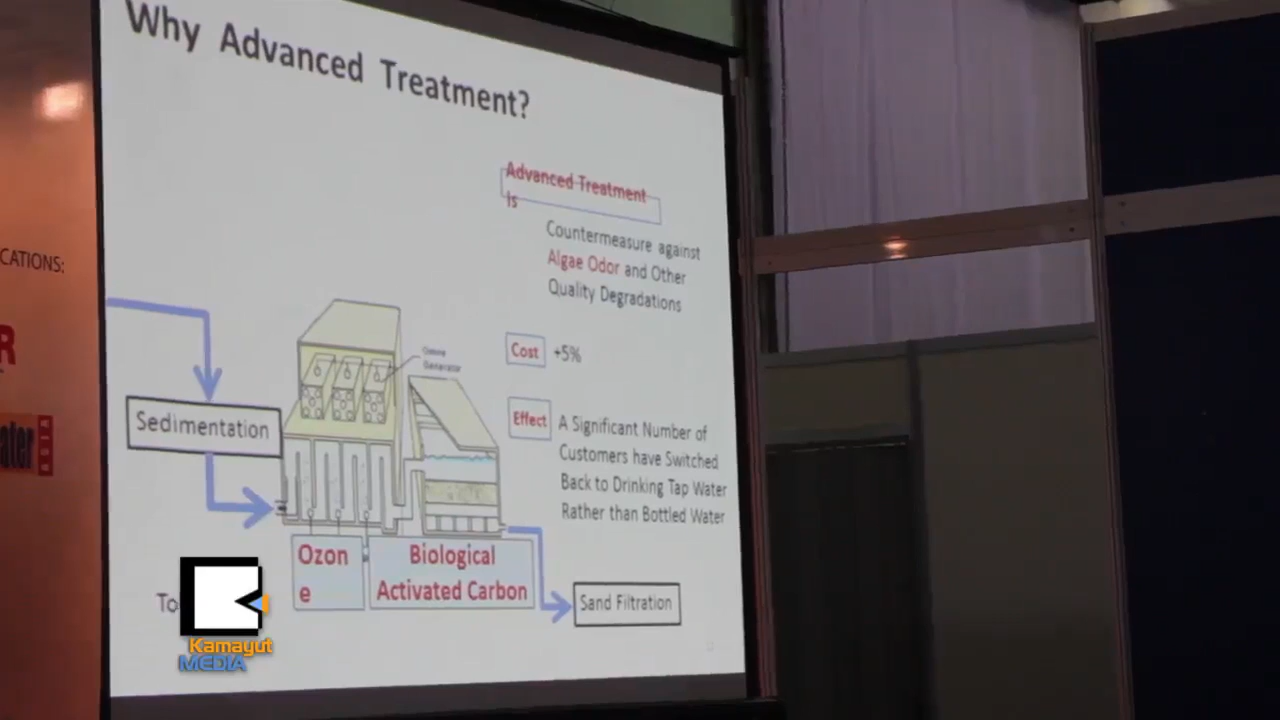 Why Advanced Treatment?
Advanced Treatment
Is
Countermeasure against
Algae Odor and Other
Quality Degradations
Cost +5%
Effect
A Significant Number of
Customers have Switched
Back to Drinking Tap Water
Rather than Bottled Water
Generator
Sedimentation
Ozon
e
Biological
Activated Carbon
Sand Filtration
To
Kamayut
MEDIA
CATIONS:
R
ater